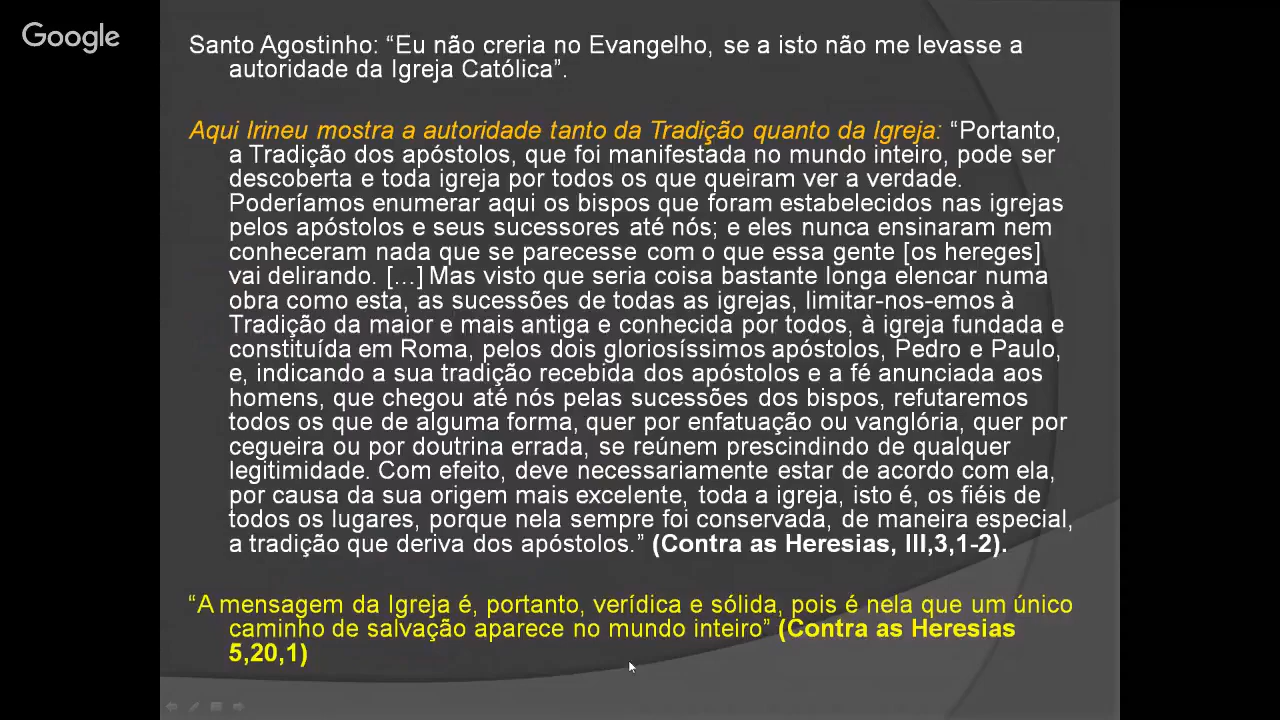 Google
Santo Agostinho: “Eu não creria no Evangelho, se a isto não me levasse a
autoridade da Igreja Católica”.
Aqui Irineu mostra a autoridade tanto da Tradição quanto da Igreja: “Portanto,
a Tradição dos apóstolos, que foi manifestada no mundo inteiro, pode ser
descoberta e toda igreja por todos os que queiram ver a verdade.
Poderíamos enumerar aqui os bispos que foram estabelecidos nas igrejas
pelos apóstolos e seus sucessores até nós; e eles nunca ensinaram nem
conheceram nada que se parecesse com o que essa gente [os hereges]
vai delirando. [...] Mas visto que seria coisa bastante longa elencar numa
obra como esta, as sucessões de todas as igrejas, limitar-nos-emos à
Tradição da maior e mais antiga e conhecida por todos, à igreja fundada e
constituída em Roma, pelos dois gloriosíssimos apóstolos, Pedro e Paulo,
e, indicando a sua tradição recebida dos apóstolos e a fé anunciada aos
homens, que chegou até nós pelas sucessões dos bispos, refutaremos
todos os que de alguma forma, quer por enfatuação ou vanglória, quer por
cegueira ou por doutrina errada, se reúnem prescindindo de qualquer
legitimidade. Com efeito, deve necessariamente estar de acordo com ela,
por causa da sua origem mais excelente, toda a igreja, isto é, os fiéis de
todos os lugares, porque nela sempre foi conservada, de maneira especial,
a tradição que deriva dos apóstolos.” (Contra as Heresias, III,3,1-2).
“A mensagem da Igreja é, portanto, verídica e sólida, pois é nela que um único
caminho de salvação aparece no mundo inteiro” (Contra as Heresias
5,20,1)